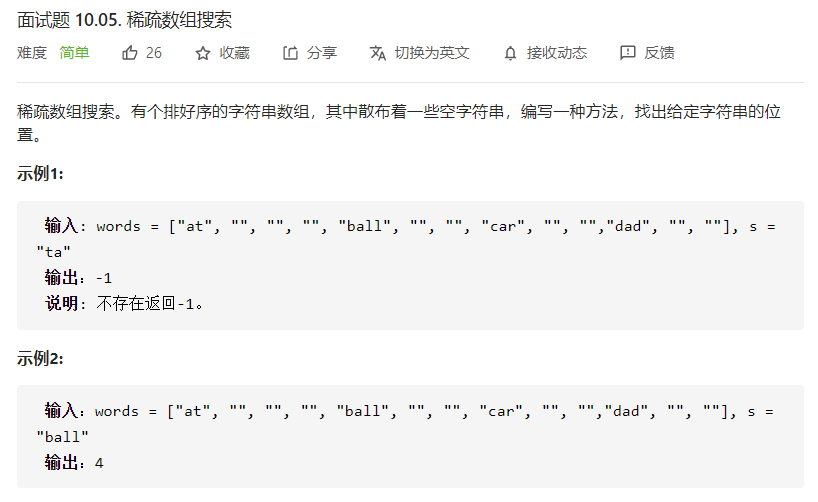 面试题 10.05. 稀疏数组搜索
难度 简单 26 收藏 分享 切换为英文 接收动态 反馈
稀疏数组搜索。有个排好序的字符串数组，其中散布着一些空字符串，编写一种方法，找出给定字符串的位
置。
示例1:
输入: words = ["at", "", "", "", "ball", "", "", "car", "", "","dad", "", ""], s =
"ta"
输出：-1
说明: 不存在返回-1。
示例2:
输入：words = ["at", "", "", "", "ball", "", "", "car", "", "","dad", "", ""], s =
"ball"
输出：4